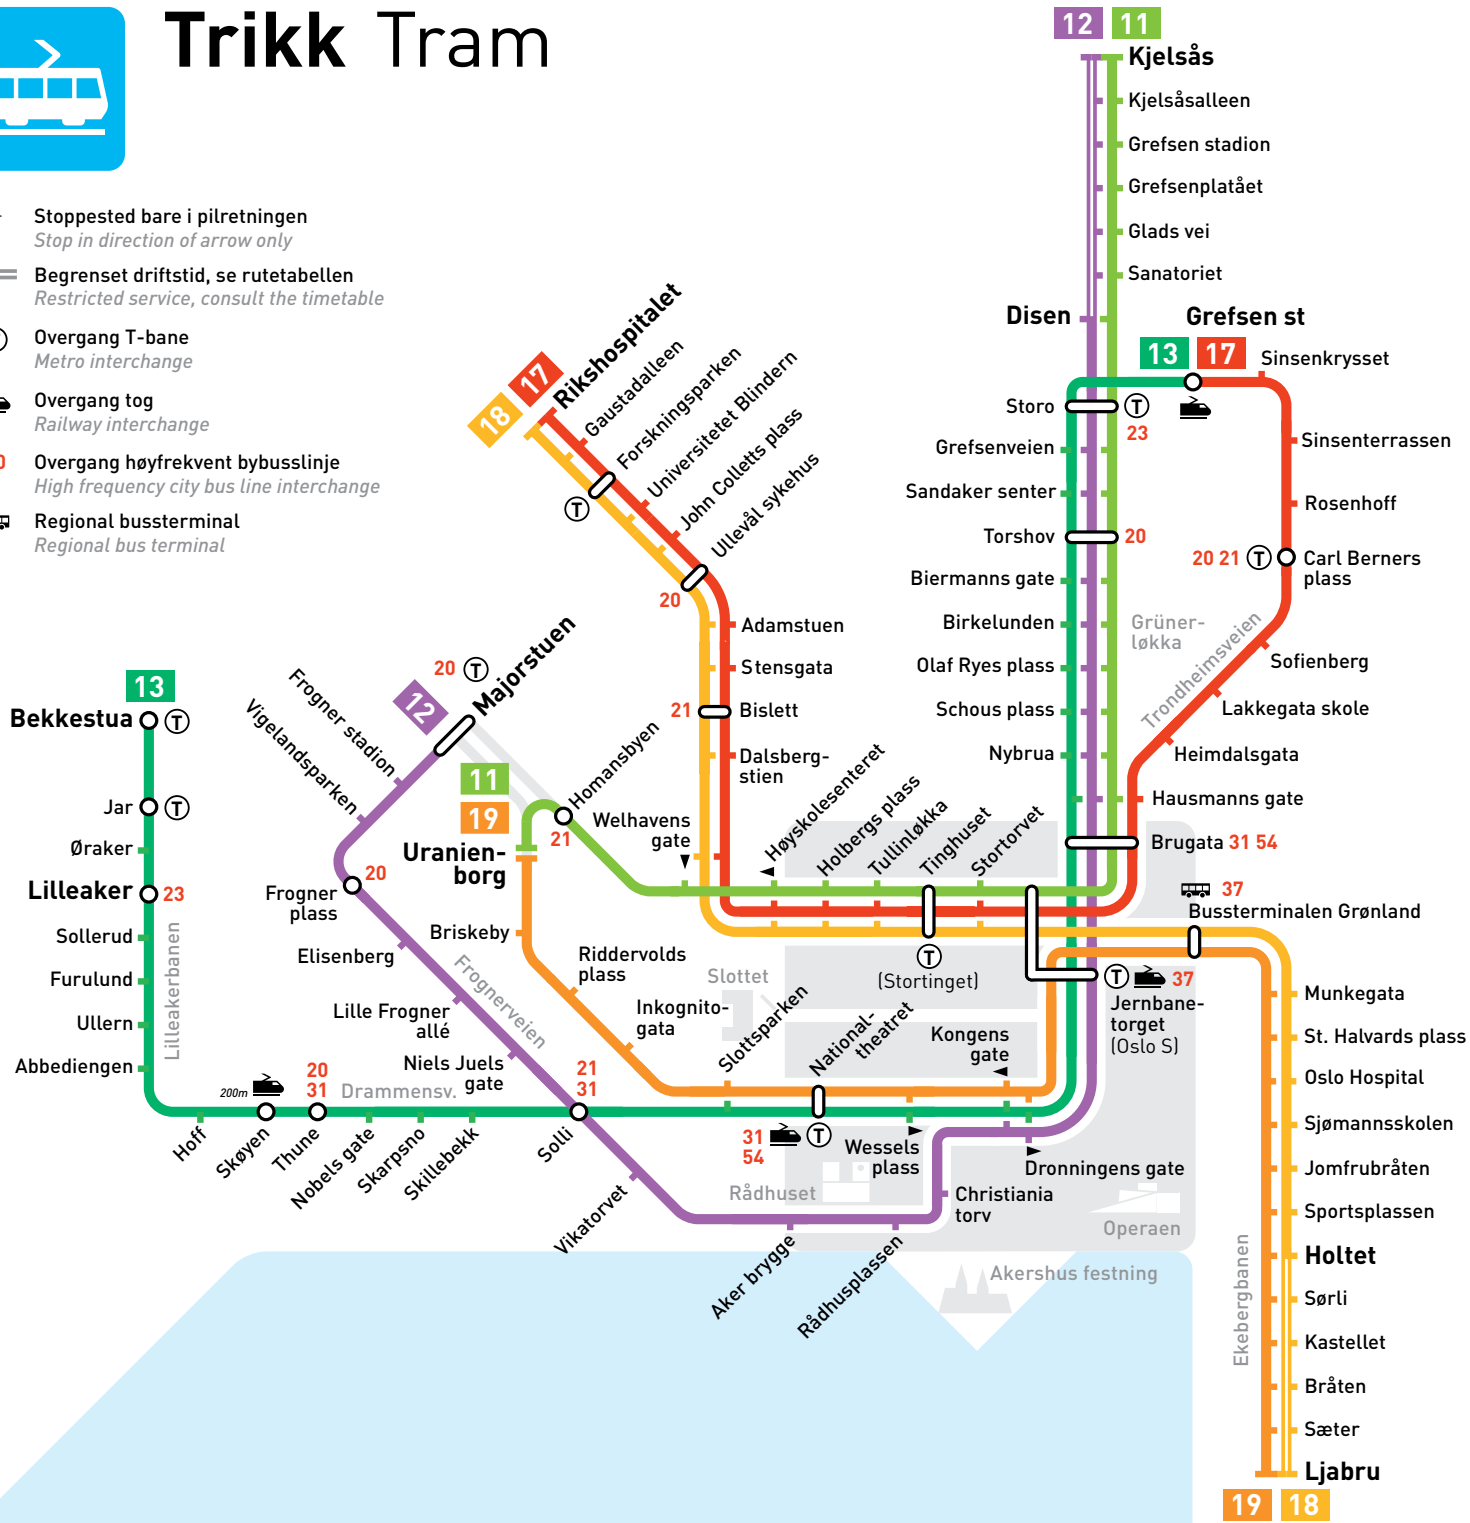 Trikk Tram
Stoppested bare i pilretningen
Stop in direction of arrow only
Begrenset driftstid, se rutetabellen
Restricted service, consult the timetable
Overgang T-bane
Metro interchange
Overgang tog
Railway interchange
Overgang høyfrekvent bybusslinje
High frequency city bus line interchange
Regional bussterminal
Regional bus terminal
12 11
Kjelsås
Kjelsåsalleen
Grefsen stadion
Grefsenplatået
Glads vei
Sanatoriet
Disen
Grefsen st
13 17
Sinsenkrysset
Storo
T
23
Grefsenveien
Sandaker senter
Torshov
20
Biermanns gate
Birkelunden
Olaf Ryes plass
Schous plass
Nybrua
Grüner-
løkka
Sinsenterrassen
Rosenhoff
20 21 T
Carl Berners
plass
Trondheimsveien
Sofienberg
Lakkegata skole
Heimdalsgata
Hausmanns gate
Brugata 31 54
37
Bussterminalen Grønland
18 17
Rikshospitalet
Gaustadalleen
Forskningsparken
T
Universitetet Blindern
John Colletts plass
Ullevål sykehus
20
Adamstuen
Stensgata
21
Bislett
Dalsberg-
stien
Welhavens
gate
Høyskolesenteret
Holbergs plass
Tullinløkka
Tinghuset
Stortorvet
T
(Stortinget)
20 T
Majorstuen
12
Frogner stadion
Vigelandsparken
20
Frogner
plass
Elisenberg
Frognerveien
Lille Frogner
allé
Niels Juels
gate
21
31
Solli
Vikatorvet
Aker brygge
Rådhusplassen
Christiania
torv
11
19
Uranien-
borg
Homansbyen
21
Briskeby
Riddervolds
plass
Inkognito-
gata
Slottet
Slottsparken
National-
theatret
Kongens
gate
31
54
T
Wessels
plass
Dronningens gate
Rådhuset
Operaen
Akershus festning
T 37
Jernbane-
torget
(Oslo S)
13
Bekkestua T
Jar T
Øraker
Lilleaker 23
Sollerud
Furulund
Ullern
Abbediengen
Lilleakerbanen
Hoff
200m
Skøyen
20
31
Thune
Drammensv.
Nobels gate
Skarpsno
Skillebekk
Munkegata
St. Halvards plass
Oslo Hospital
Sjømannsskolen
Jomfrubråten
Sportsplassen
Holtet
Ekebergbanen
Sørli
Kastellet
Bråten
Sæter
Ljabru
19 18